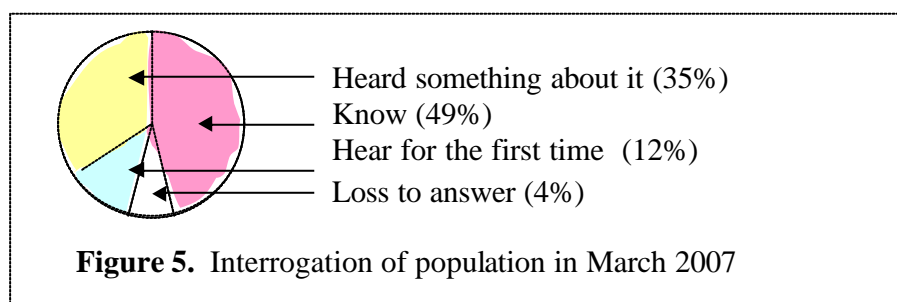 Heard something about it (35%)
Know (49%)
Hear for the first time (12%)
Loss to answer (4%)
Figure 5. Interrogation of population in March 2007